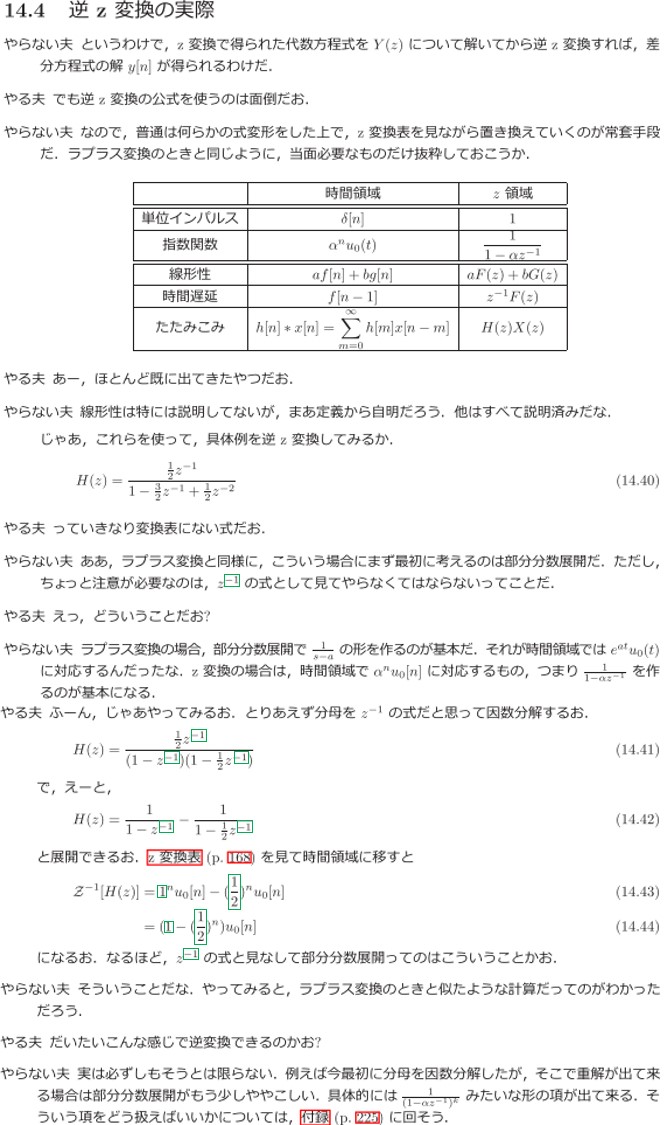 14.4 逆 z 変換の実際
やらない夫 というわけで，z 変換で得られた代数方程式を Y(z) について解いてから逆 z 変換すれば，差
分方程式の解 y[n] が得られるわけだ．
やる夫 でも逆 z 変換の公式を使うのは面倒だお．
やらない夫 なので，普通は何らかの式変形をした上で，z 変換表を見ながら置き換えていくのが常套手段
だ．ラプラス変換のときと同じように，当面必要なものだけ抜粋しておこうか．
時間領域 z 領域
単位インパルス δ[n] 1
指数関数 α^n u_0(t) \frac{1}{1 - αz^{-1}}
線形性 af[n] + bg[n] aF(z) + bG(z)
時間遅延 f[n − 1] z^{-1}F(z)
たたみこみ h[n] ∗ x[n] = \sum_{m=0}^{∞} h[m]x[n − m] H(z)X(z)
やる夫 あー，ほとんど既に出てきたやつだお．
やらない夫 線形性は特には説明してないが，まあ定義から自明だろう．他はすべて説明済みだな．
じゃあ，これらを使って，具体例を逆 z 変換してみるか．
H(z) = \frac{\frac{1}{2}z^{-1}}{1 - \frac{3}{2}z^{-1} + \frac{1}{2}z^{-2}} (14.40)
やる夫 っていきなり変換表にない式だお．
やらない夫 ああ，ラプラス変換と同様に，こういう場合にまず最初に考えるのは部分分数展開だ．ただし，
ちょっと注意が必要なのは，z^{-1} の式として見てやらなくてはならないってことだ．
やる夫 えっ，どういうことだお?
やらない夫 ラプラス変換の場合，部分分数展開で \frac{1}{s-a} の形を作るのが基本だ．それが時間領域では e^{at}u_0(t)
に対応するんだったな．z 変換の場合は，時間領域で α^n u_0[n] に対応するもの，つまり \frac{1}{1-αz^{-1}} を作
るのが基本になる．
やる夫 ふーん，じゃあやってみるお．とりあえず分母を z^{-1} の式だと思って因数分解するお．
H(z) = \frac{\frac{1}{2}z^{-1}}{(1 - z^{-1})(1 - \frac{1}{2}z^{-1})} (14.41)
で，えーと，
H(z) = \frac{1}{1 - z^{-1}} - \frac{1}{1 - \frac{1}{2}z^{-1}} (14.42)
と展開できるお．z 変換表 (p. 168) を見て時間領域に移すと
Z^{-1}[H(z)] = 1^n u_0[n] - (\frac{1}{2})^n u_0[n] (14.43)
= (1 - (\frac{1}{2})^n)u_0[n] (14.44)
になるお．なるほど，z^{-1} の式と見なして部分分数展開ってのはこういうことかお．
やらない夫 そういうことだな．やってみると，ラプラス変換のときと似たような計算だってのがわかった
だろう．
やる夫 だいたいこんな感じで逆変換できるのかお?
やらない夫 実は必ずしもそうとは限らない．例えば今最初に分母を因数分解したが，そこで重解が出て来
る場合は部分分数展開がもう少しややこしい．具体的には \frac{1}{(1-αz^{-1})^k} みたいな形の項が出て来る．そ
ういう項をどう扱えばいいかについては，付録 (p. 225) に回そう．